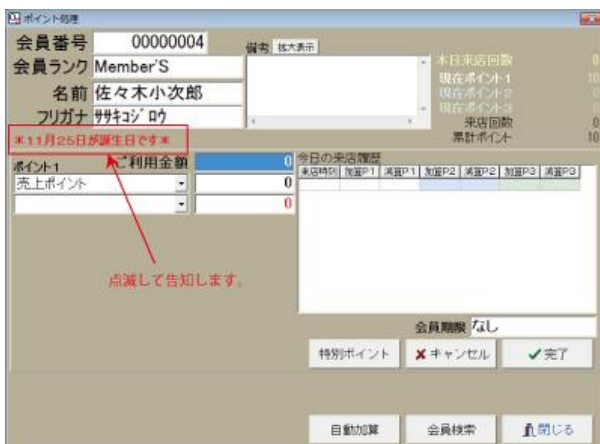 ポイント処理
会員番号 00000004
備考 拡大表示
会員ランク Member'S
名前 佐々木小次郎
フリガナ ササキコジロウ
本日来店回数 0
現在ポイント1 10
現在ポイント2 0
現在ポイント3 0
来店回数 0
累計ポイント 10
*11月25日が誕生日です*
ポイント1 ご利用金額 0
売上ポイント 0
0
今日の来店履歴
来店時刻 加算P1 減算P1 加算P2 減算P2 加算P3 減算P3
点滅して告知します。
会員期限 なし
特別ポイント キャンセル 完了
自動加算 会員検索 閉じる